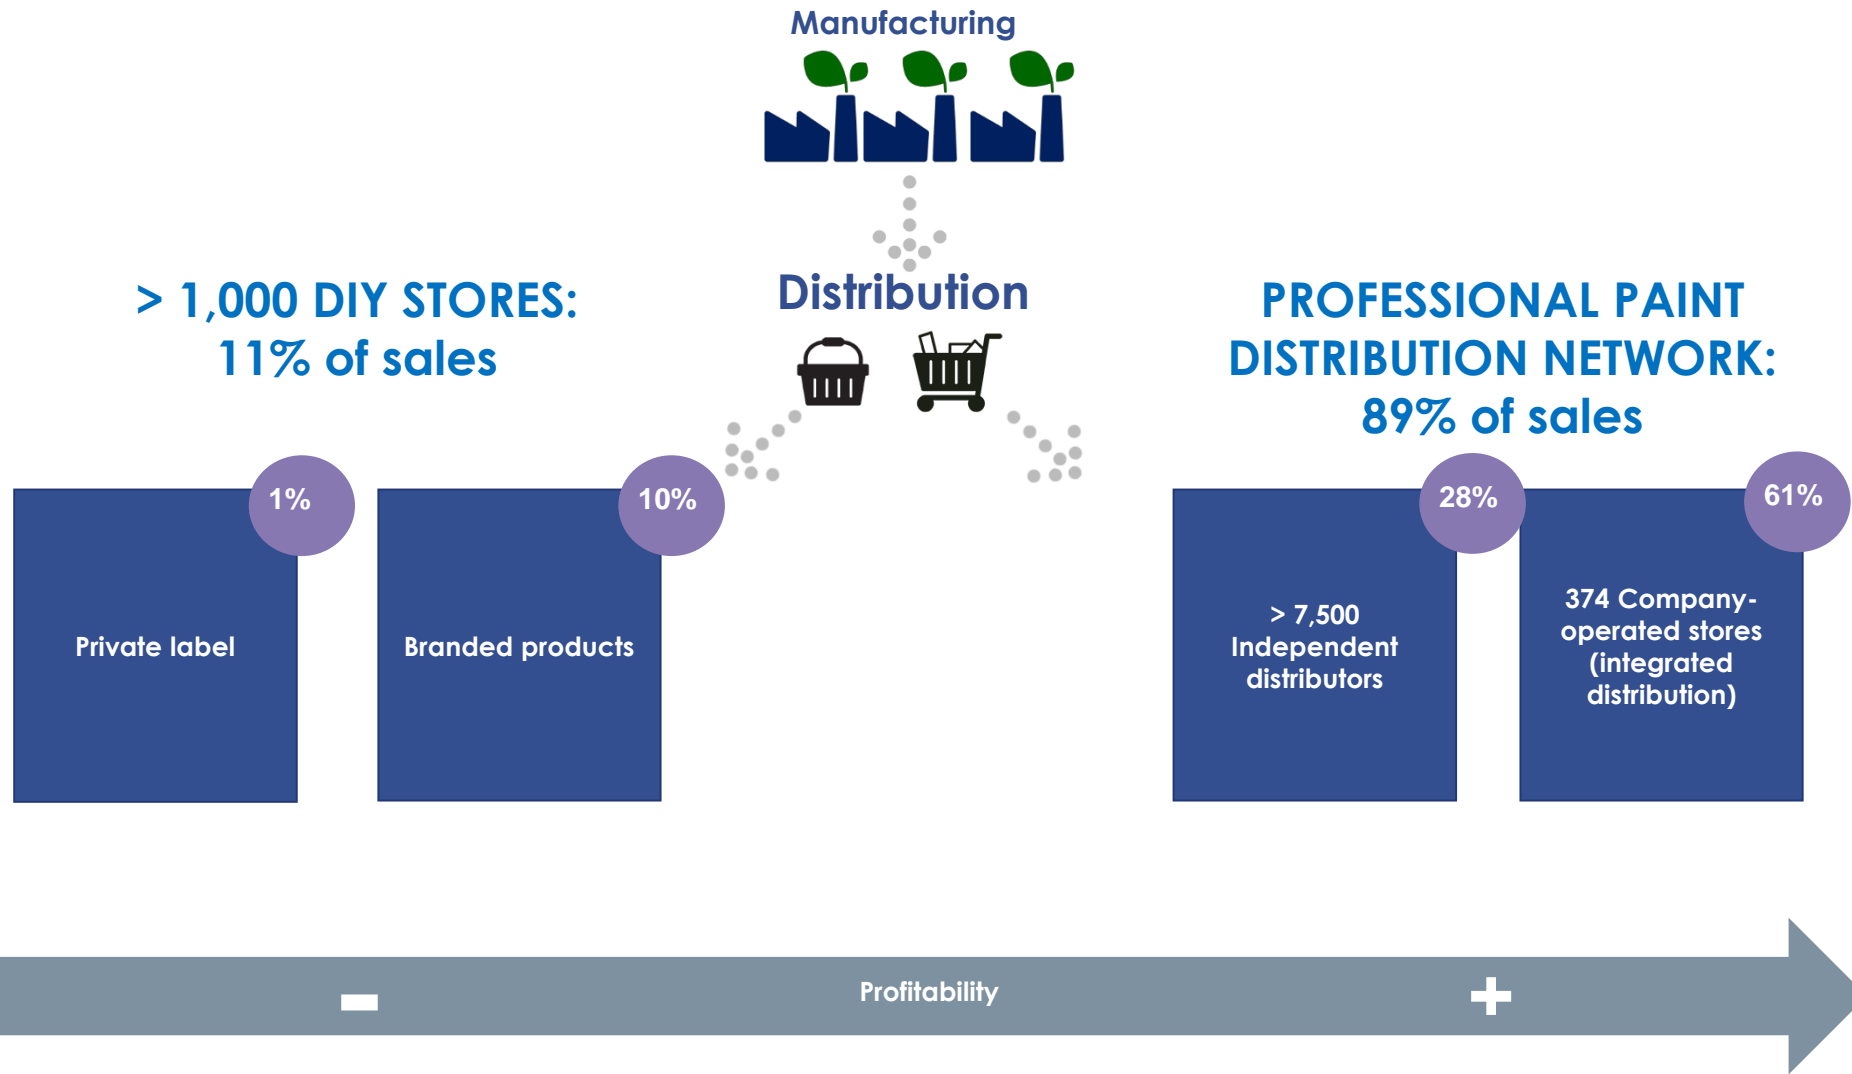 Manufacturing
Distribution
> 1,000 DIY STORES:
11% of sales
PROFESSIONAL PAINT
DISTRIBUTION NETWORK:
89% of sales
1%
Private label
10%
Branded products
28%
> 7,500
Independent
distributors
61%
374 Company-
operated stores
(integrated
distribution)
-
Profitability
+